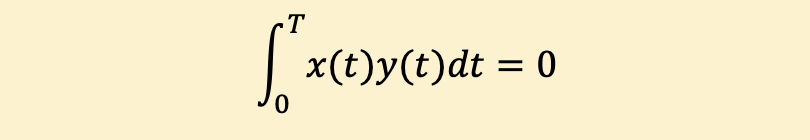 ∫₀ᵀ x(t)y(t)dt = 0